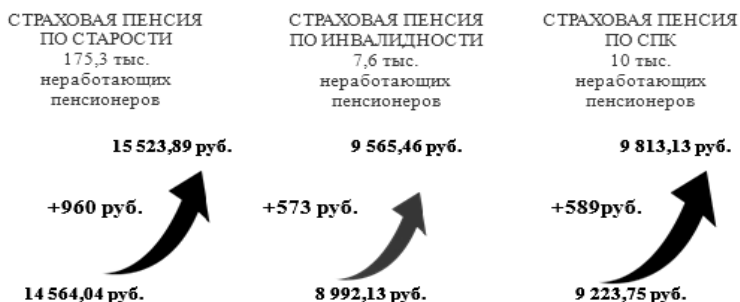 СТРАХОВАЯ ПЕНСИЯ
ПО СТАРОСТИ
175,3 тыс.
неработающих
пенсионеров
15 523,89 руб.
+960 руб.
14 564,04 руб.
СТРАХОВАЯ ПЕНСИЯ
ПО ИНВАЛИДНОСТИ
7,6 тыс.
неработающих
пенсионеров
9 565,46 руб.
+573 руб.
8 992,13 руб.
СТРАХОВАЯ ПЕНСИЯ
ПО СПК
10 тыс.
неработающих
пенсионеров
9 813,13 руб.
+589руб.
9 223,75 руб.